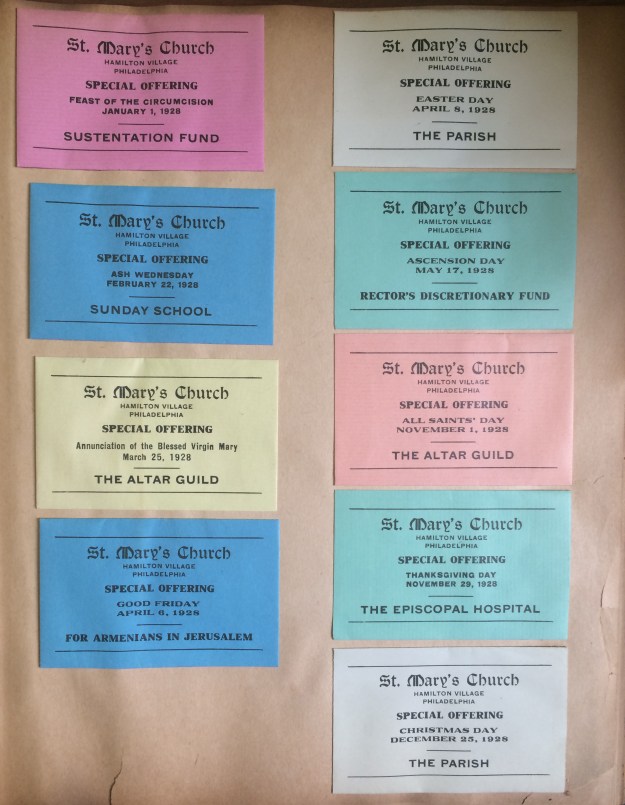 St. Mary's Church
HAMILTON VILLAGE
PHILADELPHIA
SPECIAL OFFERING
FEAST OF THE CIRCUMCISION
JANUARY 1, 1928
SUSTENTATION FUND
St. Mary's Church
HAMILTON VILLAGE
PHILADELPHIA
SPECIAL OFFERING
ASH WEDNESDAY
FEBRUARY 22, 1928
SUNDAY SCHOOL
St. Mary's Church
HAMILTON VILLAGE
PHILADELPHIA
SPECIAL OFFERING
Annunciation of the Blessed Virgin Mary
March 25, 1928
THE ALTAR GUILD
St. Mary's Church
HAMILTON VILLAGE
PHILADELPHIA
SPECIAL OFFERING
GOOD FRIDAY
APRIL 6, 1928
FOR ARMENIANS IN JERUSALEM
St. Mary's Church
HAMILTON VILLAGE
PHILADELPHIA
SPECIAL OFFERING
EASTER DAY
APRIL 8, 1928
THE PARISH
St. Mary's Church
HAMILTON VILLAGE
PHILADELPHIA
SPECIAL OFFERING
ASCENSION DAY
MAY 17, 1928
RECTOR'S DISCRETIONARY FUND
St. Mary's Church
HAMILTON VILLAGE
PHILADELPHIA
SPECIAL OFFERING
ALL SAINTS' DAY
NOVEMBER 1, 1928
THE ALTAR GUILD
St. Mary's Church
HAMILTON VILLAGE
PHILADELPHIA
SPECIAL OFFERING
THANKSGIVING DAY
NOVEMBER 29, 1928
THE EPISCOPAL HOSPITAL
St. Mary's Church
HAMILTON VILLAGE
PHILADELPHIA
SPECIAL OFFERING
CHRISTMAS DAY
DECEMBER 25, 1928
THE PARISH